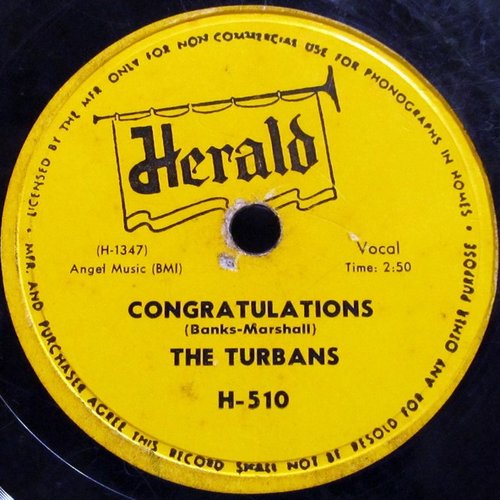 • LICENSED BY THE MFR ONLY FOR NON COMMERCIAL USE FOR PHONOGRAPHS IN HOMES •
Herald
(H-1347)
Vocal
Angel Music (BMI)
Time: 2:50
CONGRATULATIONS
(Banks-Marshall)
THE TURBANS
H-510
MFR. AND PURCHASER AGREE THIS RECORD SHALL NOT BE RESOLD FOR ANY OTHER PURPOSE